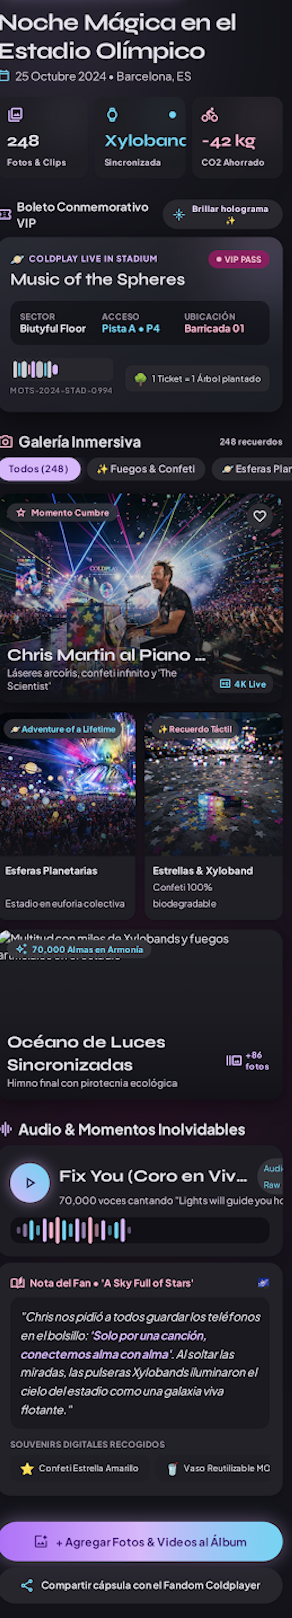 Noche Mágica en el
Estadio Olímpico
25 Octubre 2024 • Barcelona, ES
248
Fotos & Clips
Xyloband
Sincronizada
-42 kg
CO2 Ahorrado
Boleto Conmemorativo
VIP
Brillar holograma
✨
🪐 COLDPLAY LIVE IN STADIUM
VIP PASS
Music of the Spheres
SECTOR
Biutyful Floor
ACCESO
Pista A • P4
UBICACIÓN
Barricada 01
MOTS-2024-STAD-0994
🌳 1 Ticket = 1 Árbol plantado
Galería Inmersiva
248 recuerdos
Todos (248)
✨ Fuegos & Confeti
🪐 Esferas Plan
Momento Cumbre
COLDPLAY
Chris Martin al Piano ...
Láseres arcoíris, confeti infinito y 'The
Scientist'
4K Live
🪐 Adventure of a Lifetime
Esferas Planetarias
Estadio en euforia colectiva
✨ Recuerdo Táctil
Estrellas & Xyloband
Confeti 100%
biodegradable
Multitud con miles de Xylobands y fuegos
artificiales en el estadio
70,000 Almas en Armonía
Océano de Luces
Sincronizadas
+86
fotos
Himno final con pirotecnia ecológica
Audio & Momentos Inolvidables
Fix You (Coro en Viv...
Audio
Raw
70,000 voces cantando "Lights will guide you ho
Nota del Fan • 'A Sky Full of Stars'
"Chris nos pidió a todos guardar los teléfonos
en el bolsillo: 'Solo por una canción,
conectemos alma con alma'. Al soltar las
miradas, las pulseras Xylobands iluminaron el
cielo del estadio como una galaxia viva
flotante."
SOUVENIRS DIGITALES RECOGIDOS
⭐ Confeti Estrella Amarillo
🥤 Vaso Reutilizable MO
+ Agregar Fotos & Videos al Álbum
Compartir cápsula con el Fandom Coldplayer